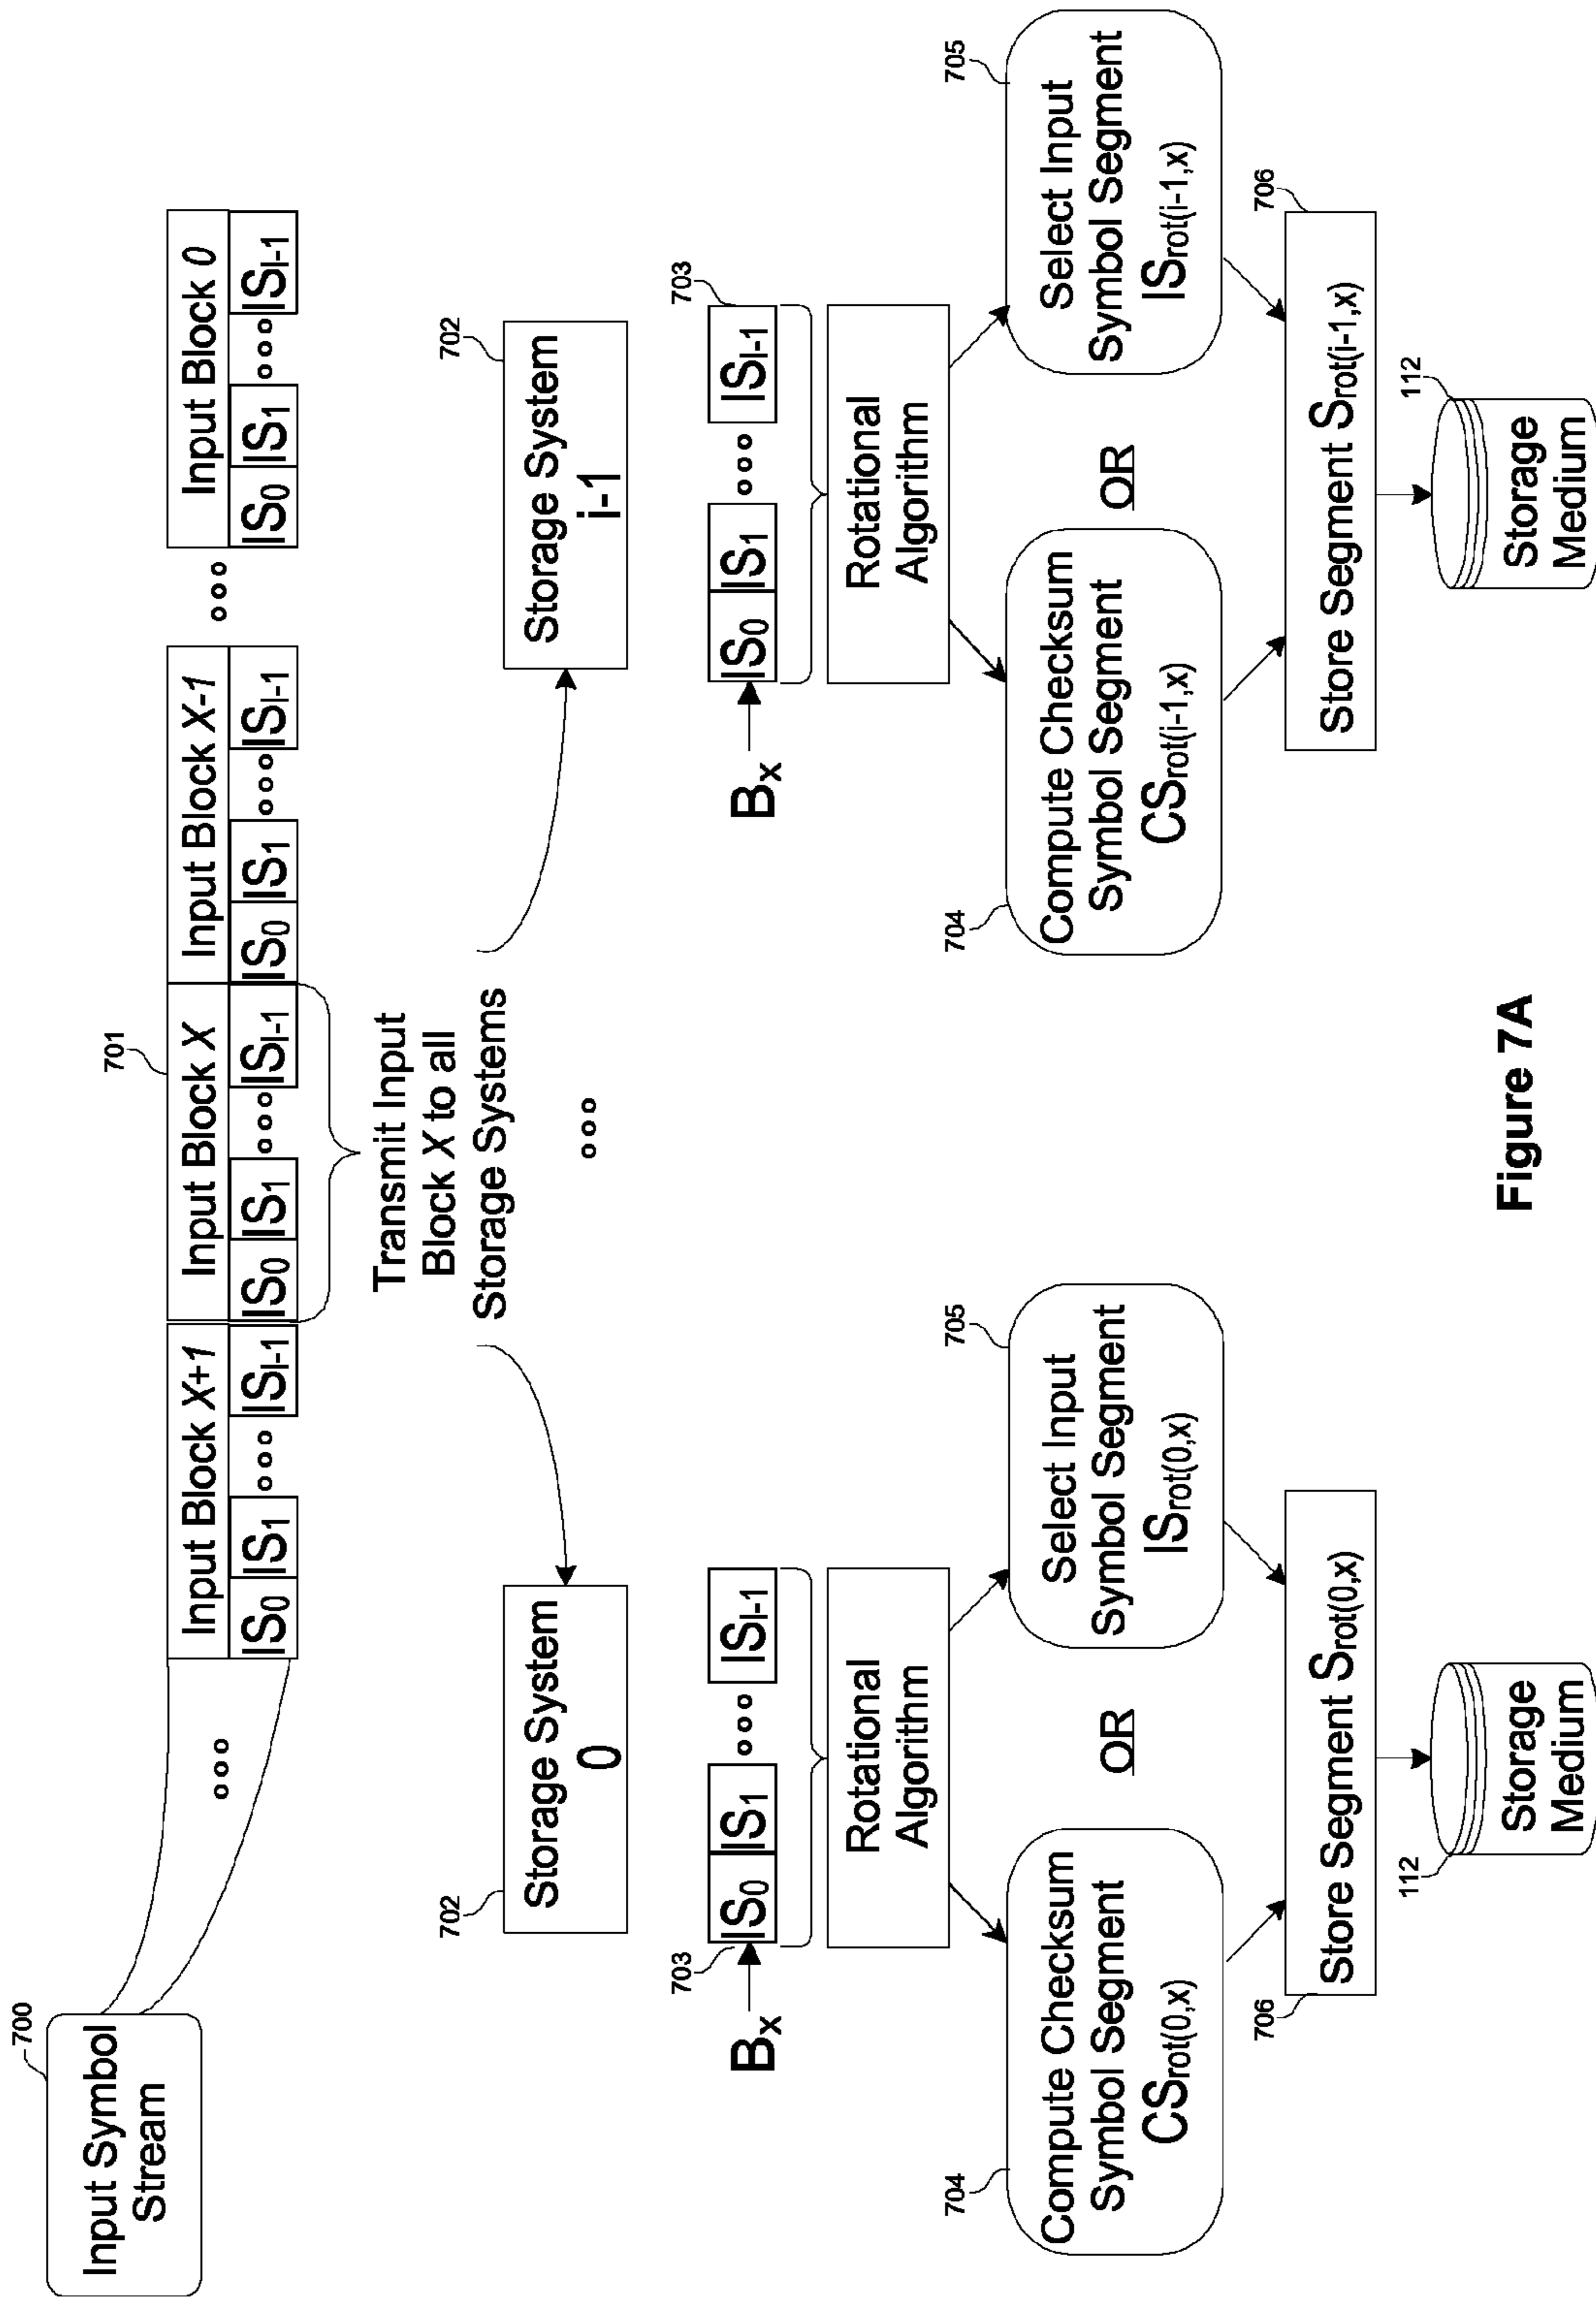 700
Input Symbol
Stream
ooo
701
Input Block X+1
Input Block X
Input Block X-1
ooo
Input Block 0
IS0 IS1 ooo ISI-1
IS0 IS1 ooo ISI-1
IS0 IS1 ooo ISI-1
IS0 IS1 ooo ISI-1
Transmit Input
Block X to all
Storage Systems
702
Storage System
0
ooo
702
Storage System
i-1
703
Bx
IS0 IS1 ooo ISI-1
Rotational
Algorithm
704
Compute Checksum
Symbol Segment
CSrot(0,x)
OR
705
Select Input
Symbol Segment
ISrot(0,x)
706
Store Segment Srot(0,x)
112
Storage
Medium
703
Bx
IS0 IS1 ooo ISI-1
Rotational
Algorithm
704
Compute Checksum
Symbol Segment
CSrot(i-1,x)
OR
705
Select Input
Symbol Segment
ISrot(i-1,x)
706
Store Segment Srot(i-1,x)
112
Storage
Medium
Figure 7A